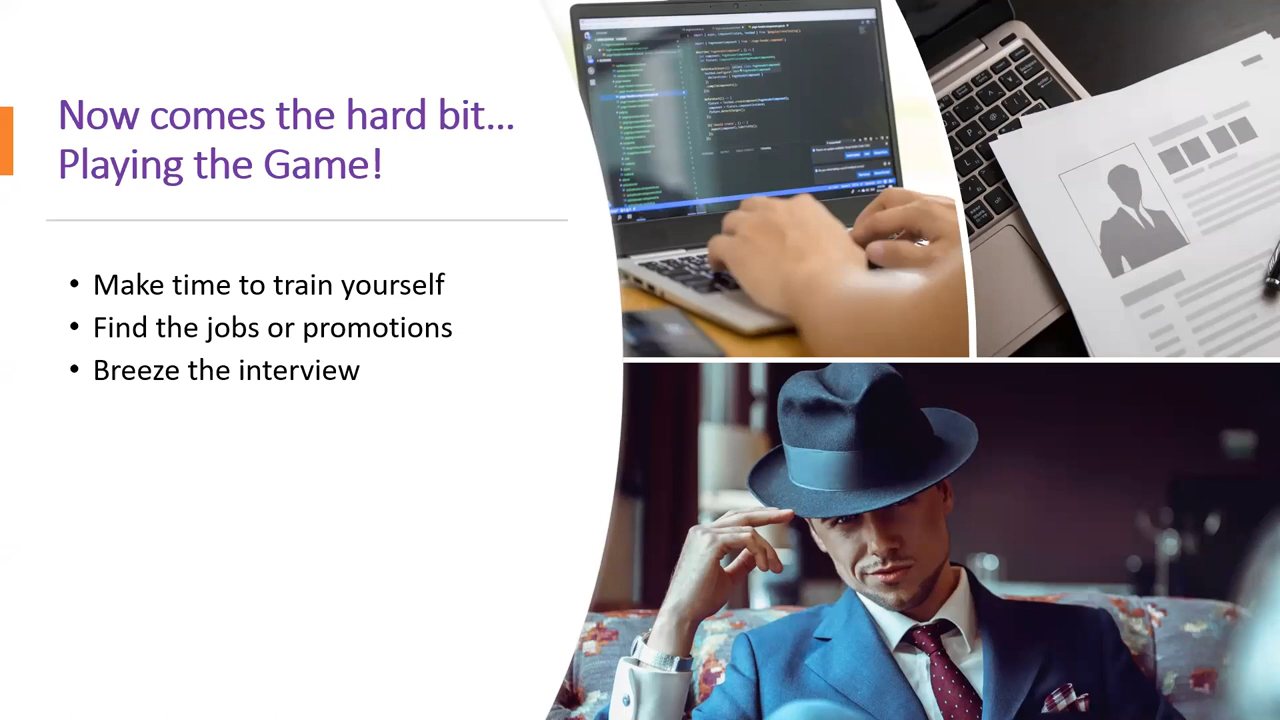 Now comes the hard bit...
Playing the Game!
• Make time to train yourself
• Find the jobs or promotions
• Breeze the interview